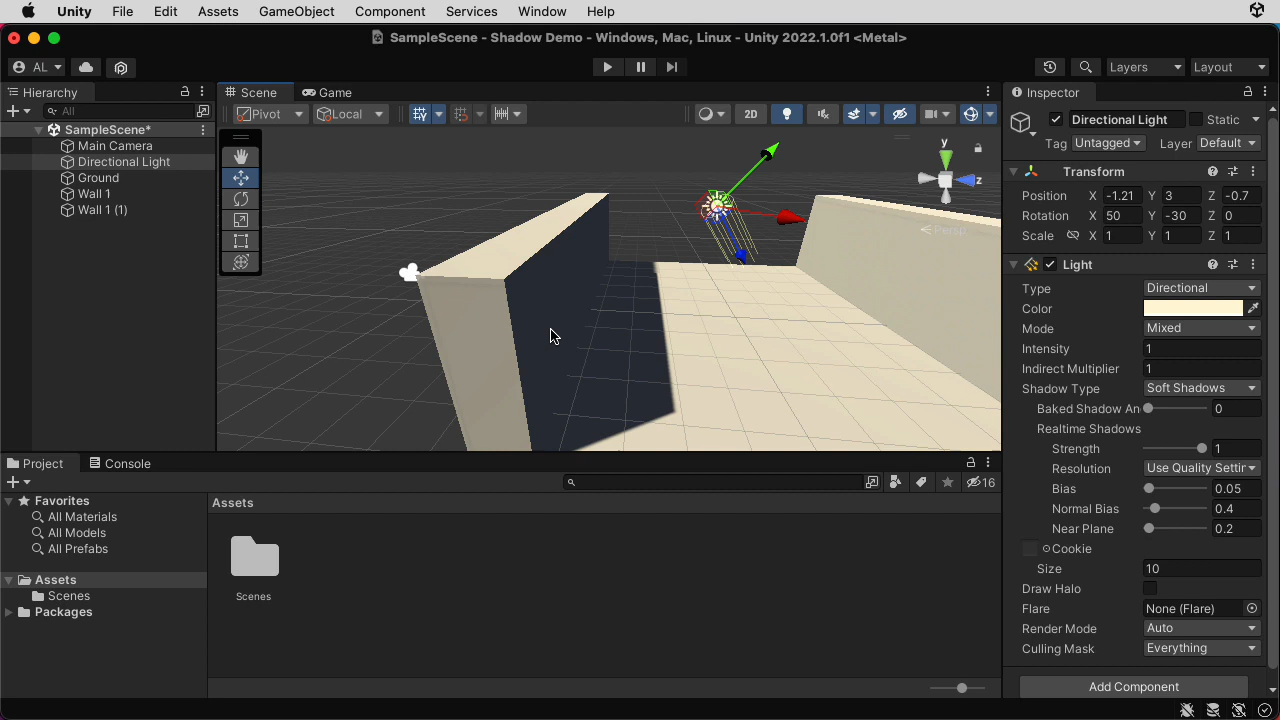 Unity File Edit Assets GameObject Component Services Window Help
SampleScene - Shadow Demo - Windows, Mac, Linux - Unity 2022.1.0f1 <Metal>
AL Layers Layout
Hierarchy
All
SampleScene*
Main Camera
Directional Light
Ground
Wall 1
Wall 1 (1)
Scene Game
Pivot Local 2D
y
z
Persp
Project Console
16
Favorites
All Materials
All Models
All Prefabs
Assets
Scenes
Packages
Assets
Scenes
Inspector
Directional Light Static
Tag Untagged Layer Default
Transform
Position X -1.21 Y 3 Z -0.7
Rotation X 50 Y -30 Z 0
Scale X 1 Y 1 Z 1
Light
Type Directional
Color
Mode Mixed
Intensity 1
Indirect Multiplier 1
Shadow Type Soft Shadows
Baked Shadow An 0
Realtime Shadows
Strength 1
Resolution Use Quality Settir
Bias 0.05
Normal Bias 0.4
Near Plane 0.2
Cookie
Size 10
Draw Halo
Flare None (Flare)
Render Mode Auto
Culling Mask Everything
Add Component